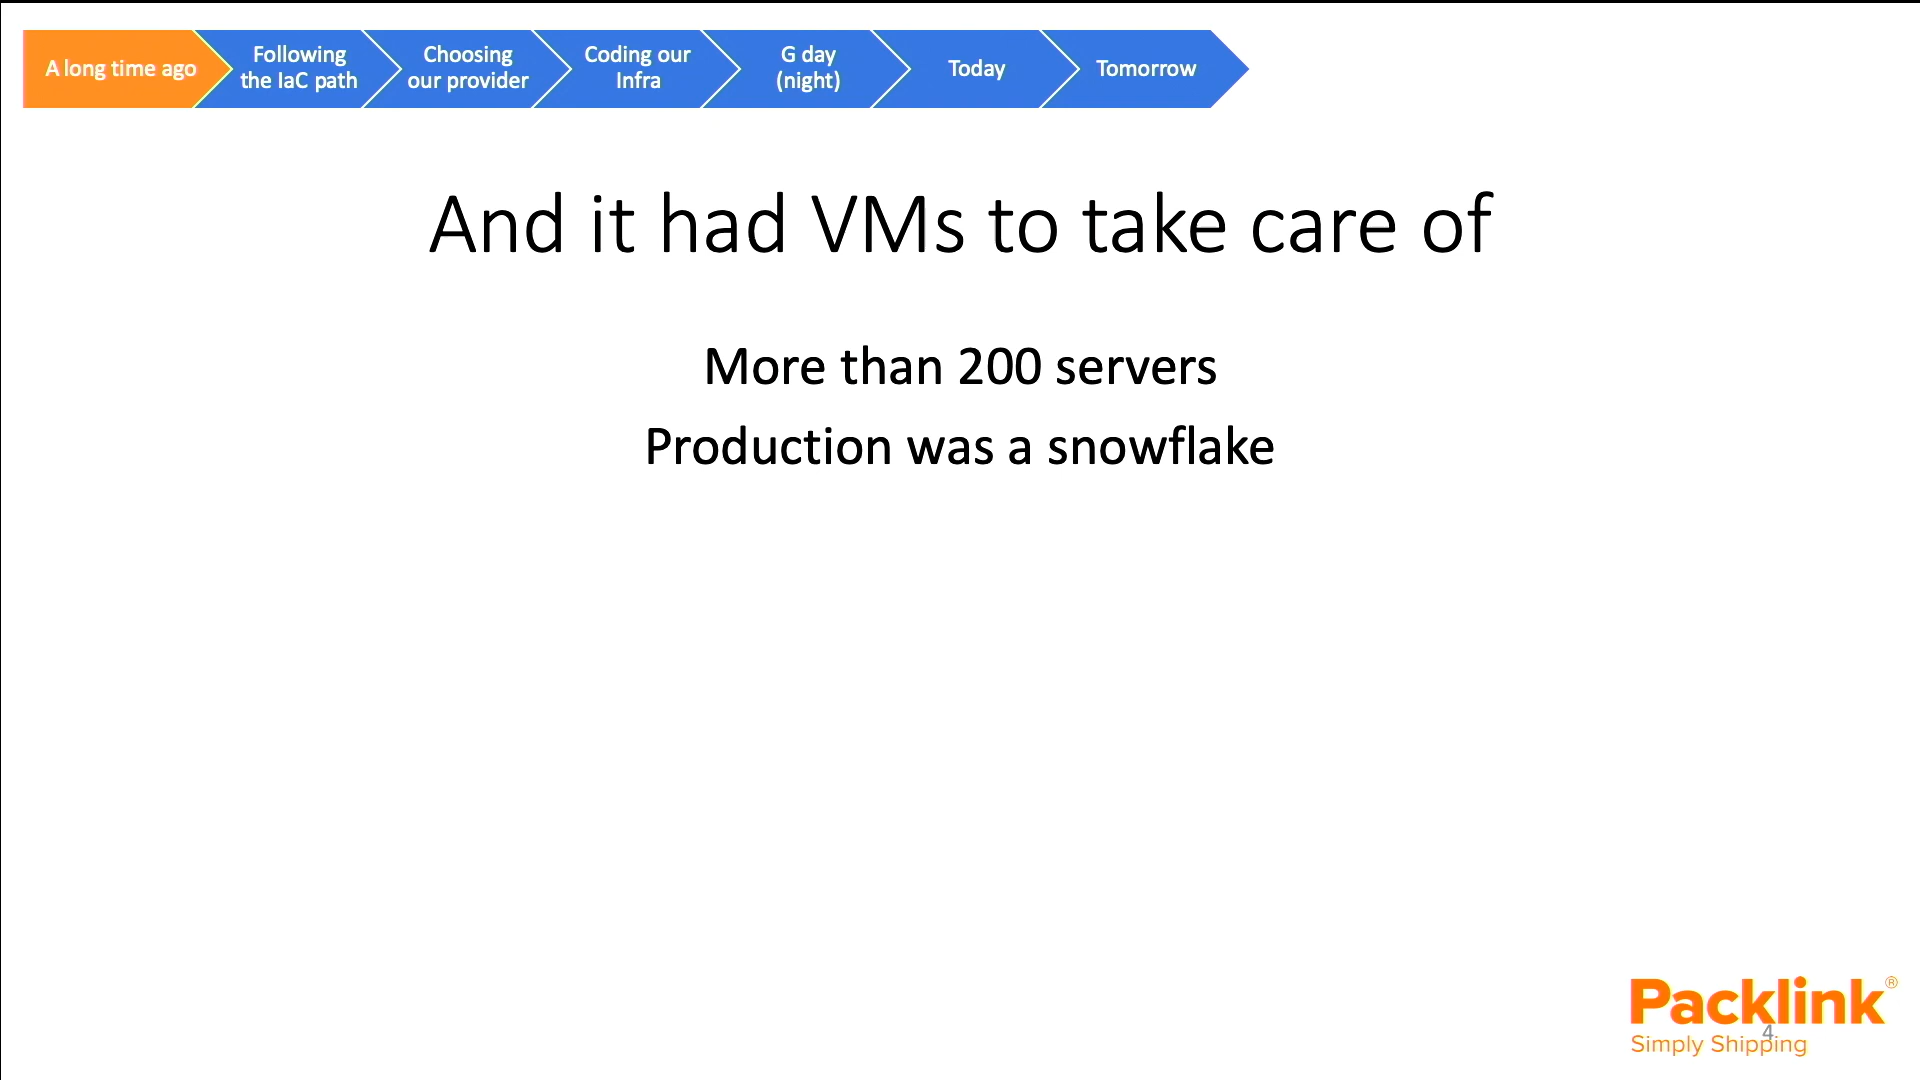 A long time ago
Following
the IaC path
Choosing
our provider
Coding our
Infra
G day
(night)
Today
Tomorrow
And it had VMs to take care of
More than 200 servers
Production was a snowflake
Packlink®
4
Simply Shipping